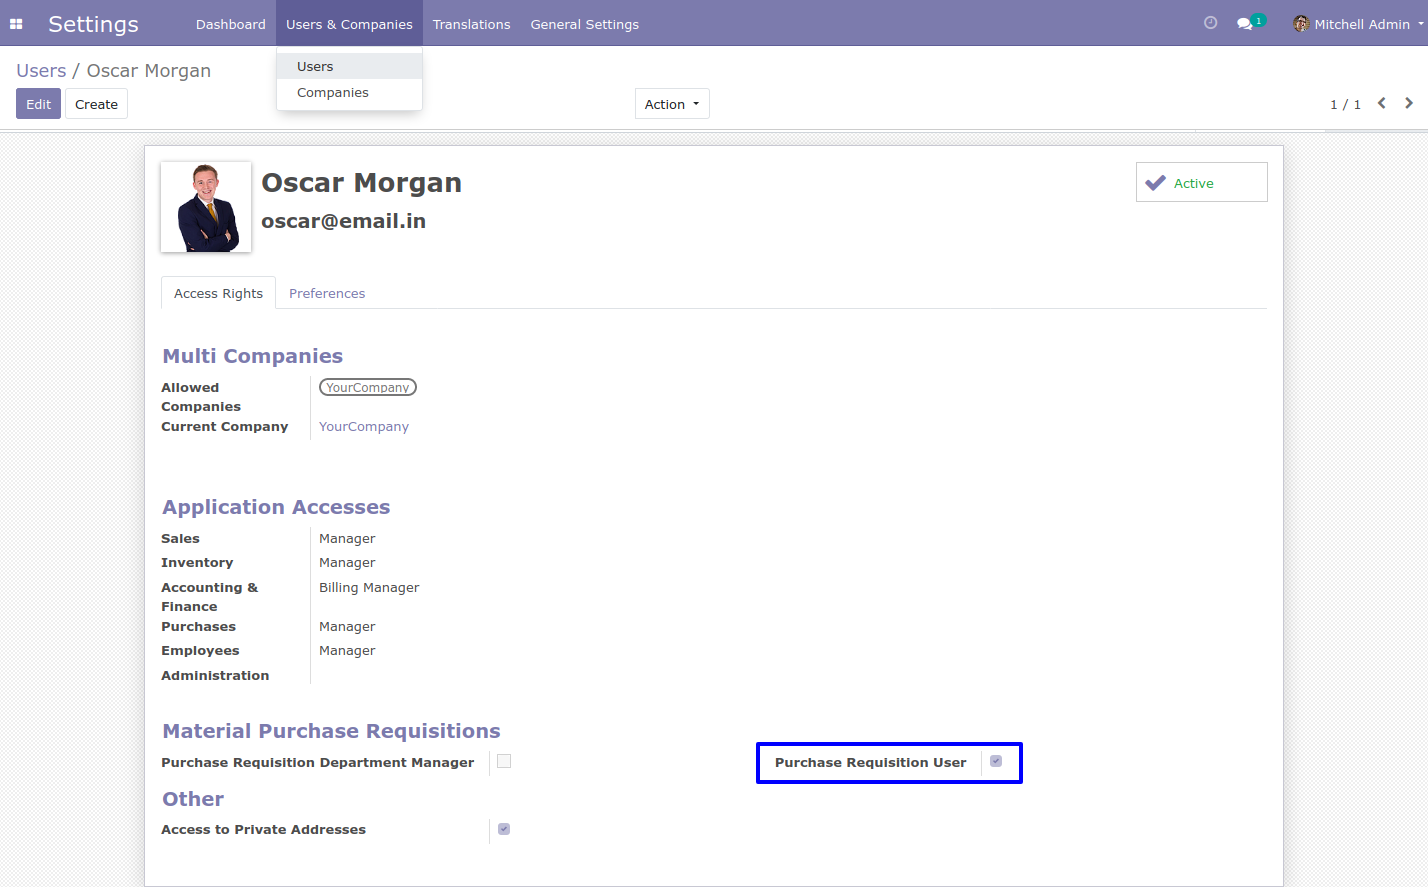 Settings Dashboard Users & Companies Translations General Settings 1 Mitchell Admin
Users
Companies
Users / Oscar Morgan
Edit Create Action 1 / 1
Oscar Morgan
oscar@email.in
Active
Access Rights Preferences
Multi Companies
Allowed Companies YourCompany
Current Company YourCompany
Application Accesses
Sales Manager
Inventory Manager
Accounting & Finance Billing Manager
Purchases Manager
Employees Manager
Administration
Material Purchase Requisitions
Purchase Requisition Department Manager Purchase Requisition User
Other
Access to Private Addresses